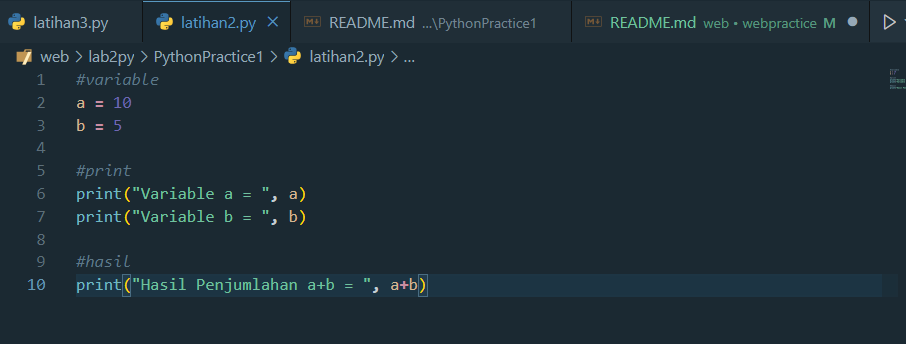 latihan3.py latihan2.py × README.md ...\PythonPractice1 README.md web • webpractice M ●
web > lab2py > PythonPractice1 > latihan2.py > ...
1 #variable
2 a = 10
3 b = 5
4
5 #print
6 print("Variable a = ", a)
7 print("Variable b = ", b)
8
9 #hasil
10 print("Hasil Penjumlahan a+b = ", a+b)